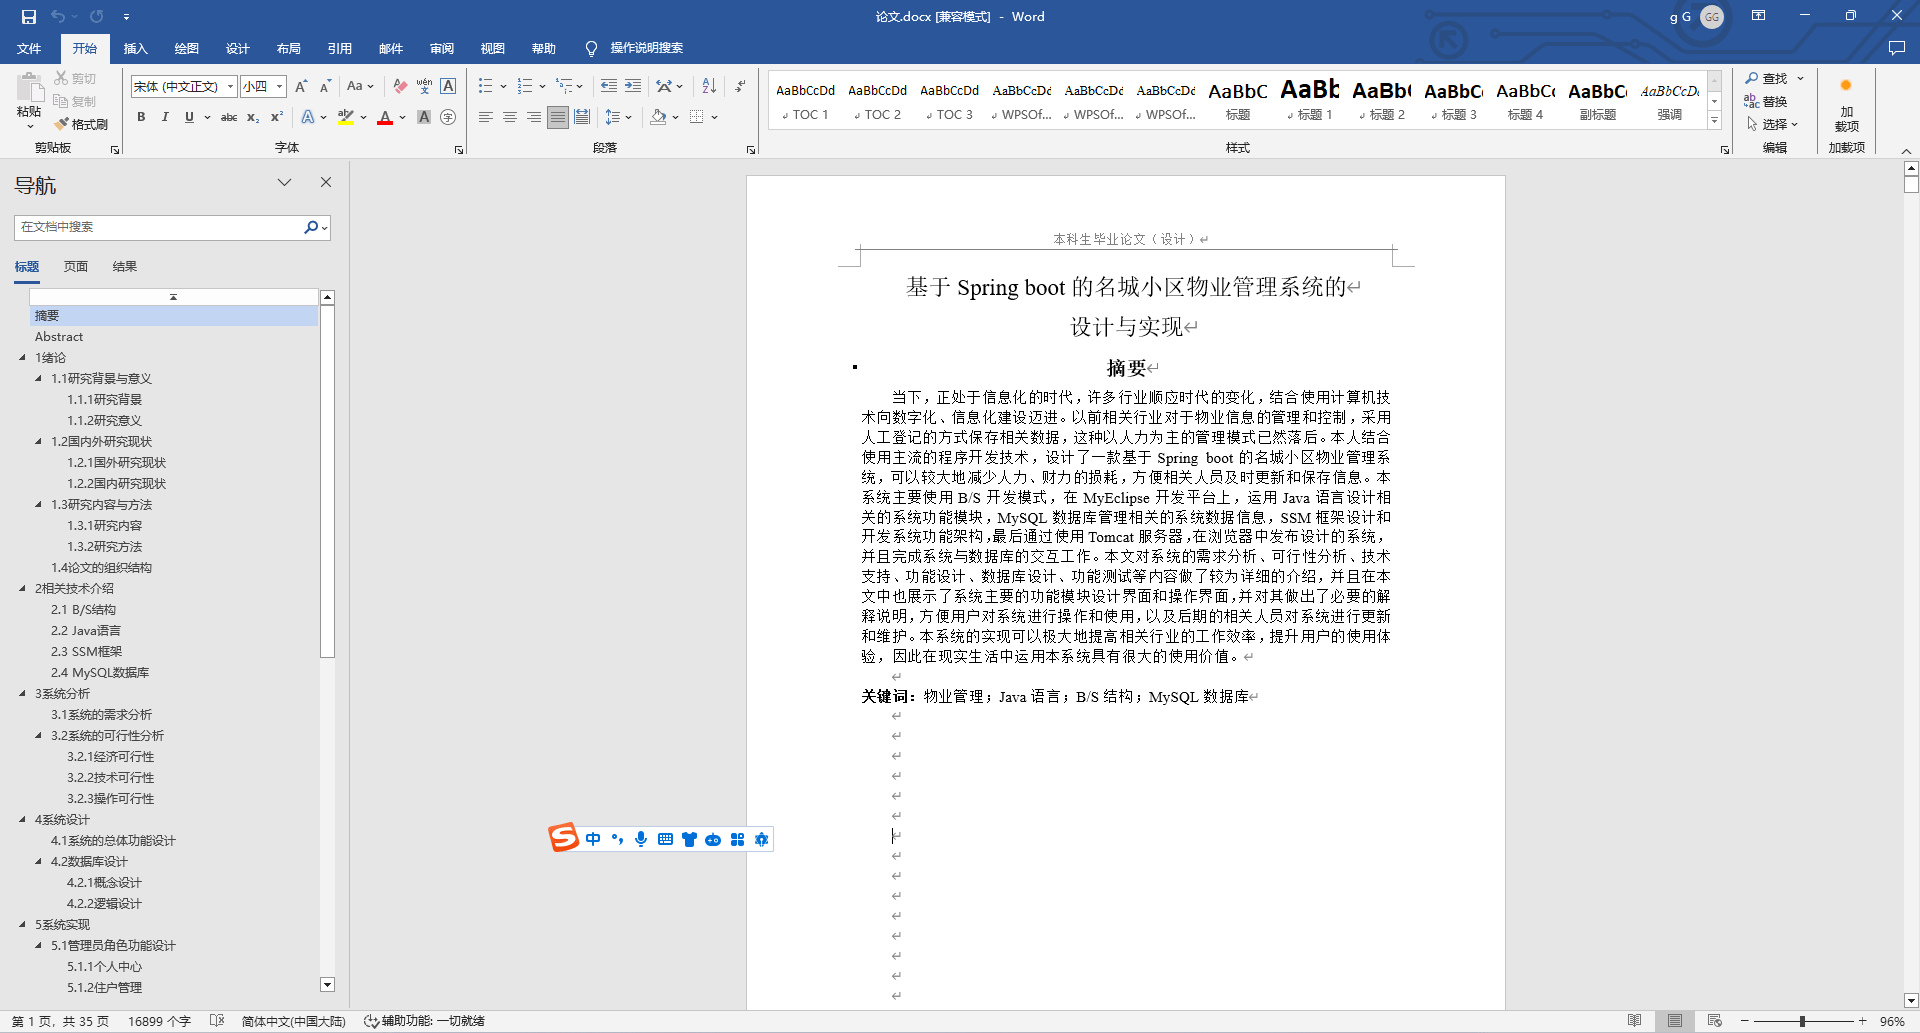 论文.docx [兼容模式] - Word
g G GG
文件 开始 插入 绘图 设计 布局 引用 邮件 审阅 视图 帮助 操作说明搜索
粘贴 剪切 复制 格式刷
剪贴板
宋体 (中文正文) 小四
字体
段落
AaBbCcDd AaBbCcDd AaBbCcDd AaBbCcDd AaBbCcDd AaBbCcDd AaBbC AaBb AaBb( AaBbC AaBbC AaBbC AaBbCcD
TOC 1 TOC 2 TOC 3 WPSOf... WPSOf... WPSOf... 标题 标题 1 标题 2 标题 3 标题 4 副标题 强调
样式
查找
替换
选择
编辑
加
载项
加载项
导航
在文档中搜索
标题 页面 结果
摘要
Abstract
1绪论
1.1研究背景与意义
1.1.1研究背景
1.1.2研究意义
1.2国内外研究现状
1.2.1国外研究现状
1.2.2国内研究现状
1.3研究内容与方法
1.3.1研究内容
1.3.2研究方法
1.4论文的组织结构
2相关技术介绍
2.1 B/S结构
2.2 Java语言
2.3 SSM框架
2.4 MySQL数据库
3系统分析
3.1系统的需求分析
3.2系统的可行性分析
3.2.1经济可行性
3.2.2技术可行性
3.2.3操作可行性
4系统设计
4.1系统的总体功能设计
4.2数据库设计
4.2.1概念设计
4.2.2逻辑设计
5系统实现
5.1管理员角色功能设计
5.1.1个人中心
5.1.2住户管理
本科生毕业论文（设计）
基于 Spring boot 的名城小区物业管理系统的
设计与实现
摘要
当下，正处于信息化的时代，许多行业顺应时代的变化，结合使用计算机技
术向数字化、信息化建设迈进。以前相关行业对于物业信息的管理和控制，采用
人工登记的方式保存相关数据，这种以人力为主的管理模式已然落后。本人结合
使用主流的程序开发技术，设计了一款基于 Spring boot 的名城小区物业管理系
统，可以较大地减少人力、财力的损耗，方便相关人员及时更新和保存信息。本
系统主要使用 B/S 开发模式，在 MyEclipse 开发平台上，运用 Java 语言设计相
关的系统功能模块，MySQL 数据库管理相关的系统数据信息，SSM 框架设计和
开发系统功能架构，最后通过使用 Tomcat 服务器，在浏览器中发布设计的系统，
并且完成系统与数据库的交互工作。本文对系统的需求分析、可行性分析、技术
支持、功能设计、数据库设计、功能测试等内容做了较为详细的介绍，并且在本
文中也展示了系统主要的功能模块设计界面和操作界面，并对其做出了必要的解
释说明，方便用户对系统进行操作和使用，以及后期的相关人员对系统进行更新
和维护。本系统的实现可以极大地提高相关行业的工作效率，提升用户的使用体
验，因此在现实生活中运用本系统具有很大的使用价值。
关键词：物业管理；Java 语言；B/S 结构；MySQL 数据库
中
第 1 页，共 35 页 16899 个字 简体中文(中国大陆) 辅助功能: 一切就绪 96%